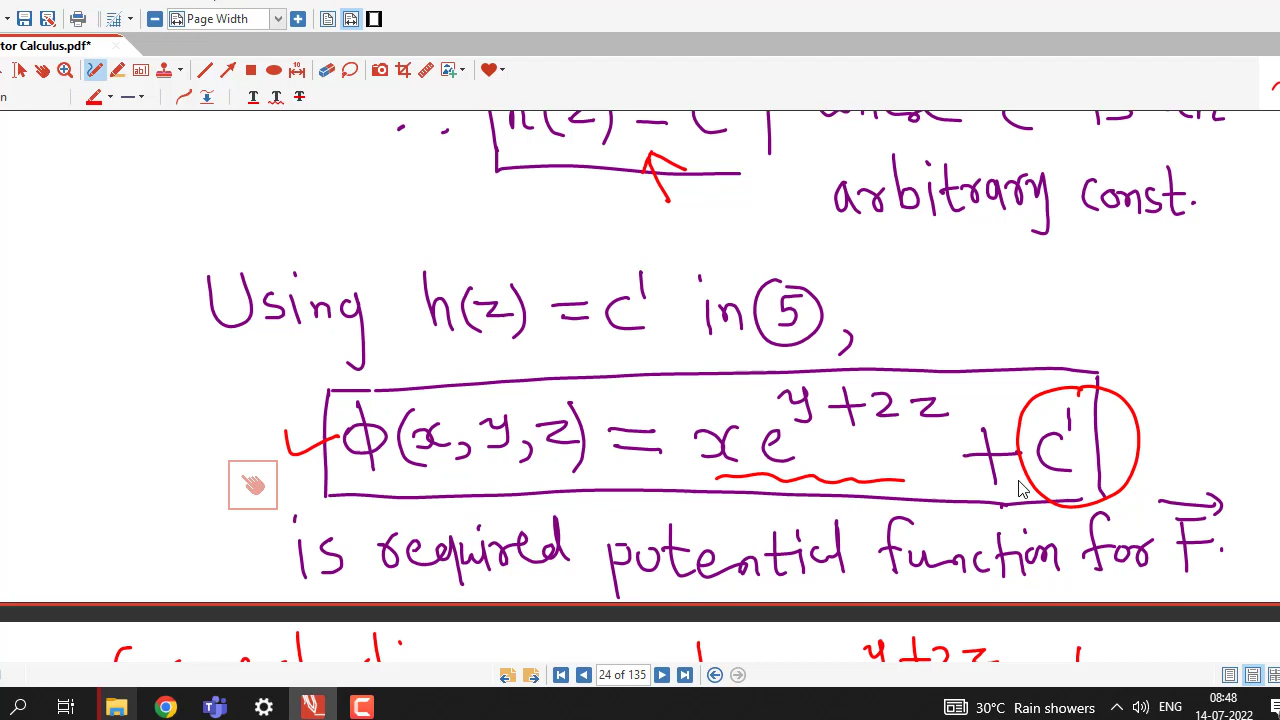 Page Width
tor Calculus.pdf*
h(z) = c'
arbitrary const.
Using h(z) = c' in 5,
ϕ(x, y, z) = x e^{y+2z} + c'
is required potential function for F⃗.
y+2z
24 of 135
30°C Rain showers
ENG
08:48
14-07-2022